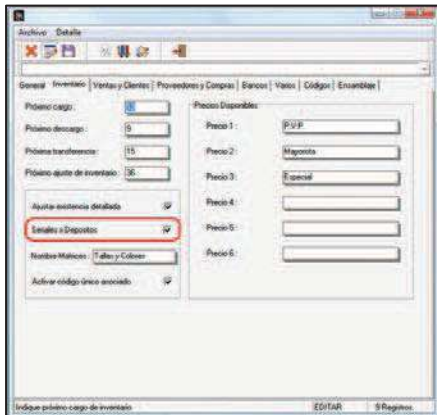 Archivo Detalle
General Inventario Ventas y Clientes Proveedores y Compras Bancos Varios Códigos Ensamblaje
Próximo cargo :
Precios Disponibles
Precio 1 : P.V.P
Próximo descargo : 9
Precio 2 : Mayorista
Próxima transferencia : 15
Precio 3 : Especial
Próximo ajuste de inventario : 36
Precio 4 :
Ajustar existencia detallada
Precio 5 :
Seriales x Depositos
Precio 6 :
Nombre Matrices : Tallas y Colores
Activar código único asociado
Indique próximo cargo de inventario EDITAR 9 Registros